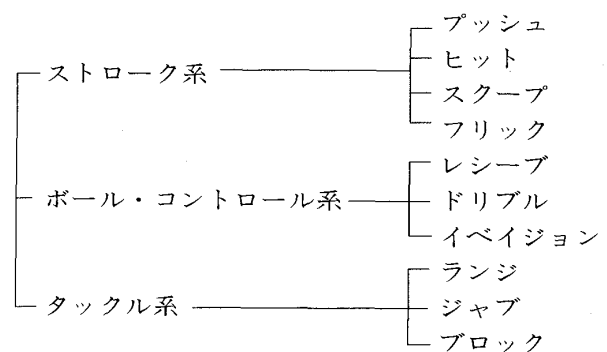 プッシュ
ヒット
ストローク系
スクープ
フリック
レシーブ
ボール・コントロール系
ドリブル
イベイジョン
ランジ
タックル系
ジャブ
ブロック